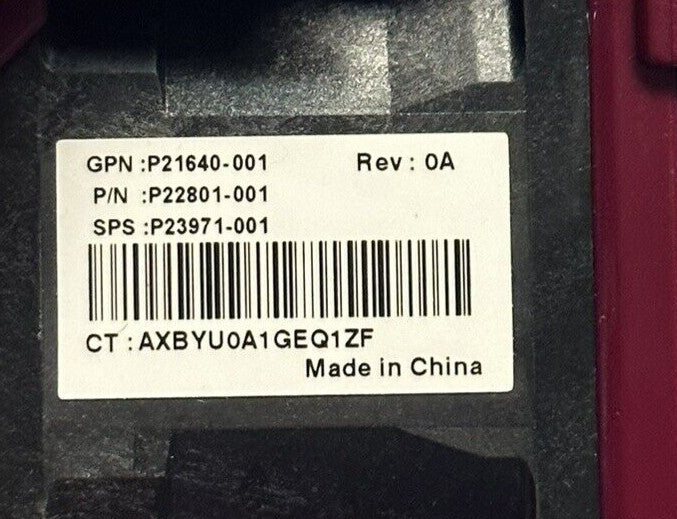 GPN :P21640-001 Rev : 0A
P/N :P22801-001
SPS :P23971-001
CT : AXBYU0A1GEQ1ZF
Made in China